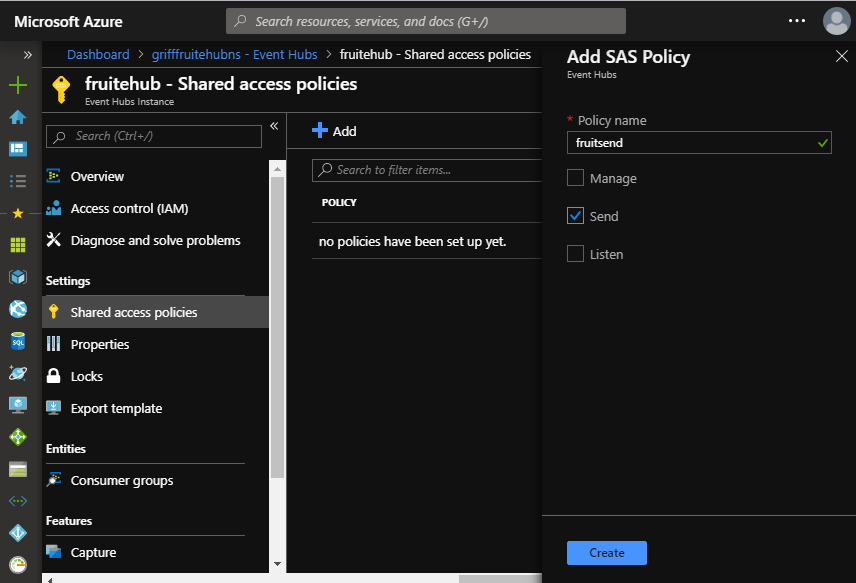 Microsoft Azure
Search resources, services, and docs (G+/)
Dashboard > grifffruitehubns - Event Hubs > fruitehub - Shared access policies
fruitehub - Shared access policies
Event Hubs Instance
Search (Ctrl+/)
Overview
Access control (IAM)
Diagnose and solve problems
Settings
Shared access policies
Properties
Locks
Export template
Entities
Consumer groups
Features
Capture
Add
Search to filter items...
POLICY
no policies have been set up yet.
Add SAS Policy
Event Hubs
* Policy name
fruitsend
Manage
Send
Listen
Create
SQL